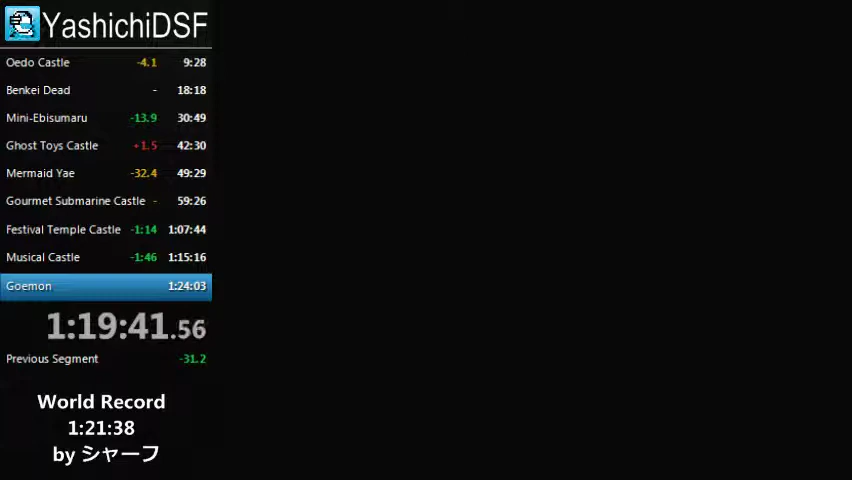 YashichiDSF
Oedo Castle -4.1 9:28
Benkei Dead - 18:18
Mini-Ebisumaru -13.9 30:49
Ghost Toys Castle +1.5 42:30
Mermaid Yae -32.4 49:29
Gourmet Submarine Castle - 59:26
Festival Temple Castle -1:14 1:07:44
Musical Castle -1:46 1:15:16
Goemon 1:24:03
1:19:41.56
Previous Segment -31.2
World Record
1:21:38
by シャーフ